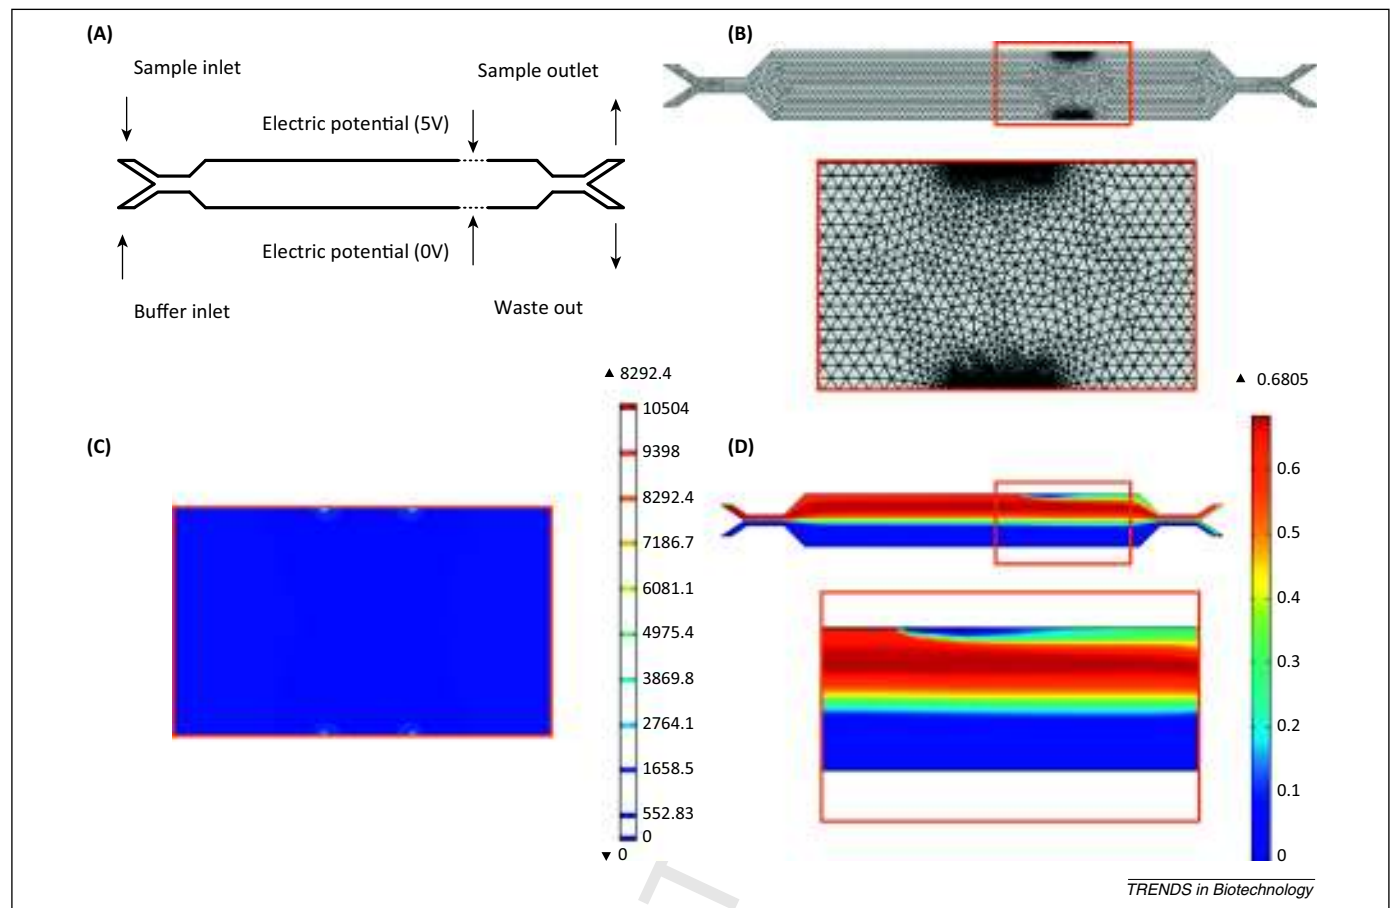 (A)
Sample inlet
Sample outlet
Electric potential (5V)
Electric potential (0V)
Buffer inlet
Waste out
(B)
(C)
▲ 8292.4
10504
9398
8292.4
7186.7
6081.1
4975.4
3869.8
2764.1
1658.5
552.83
0
▼ 0
(D)
▲ 0.6805
0.6
0.5
0.4
0.3
0.2
0.1
0
TRENDS in Biotechnology